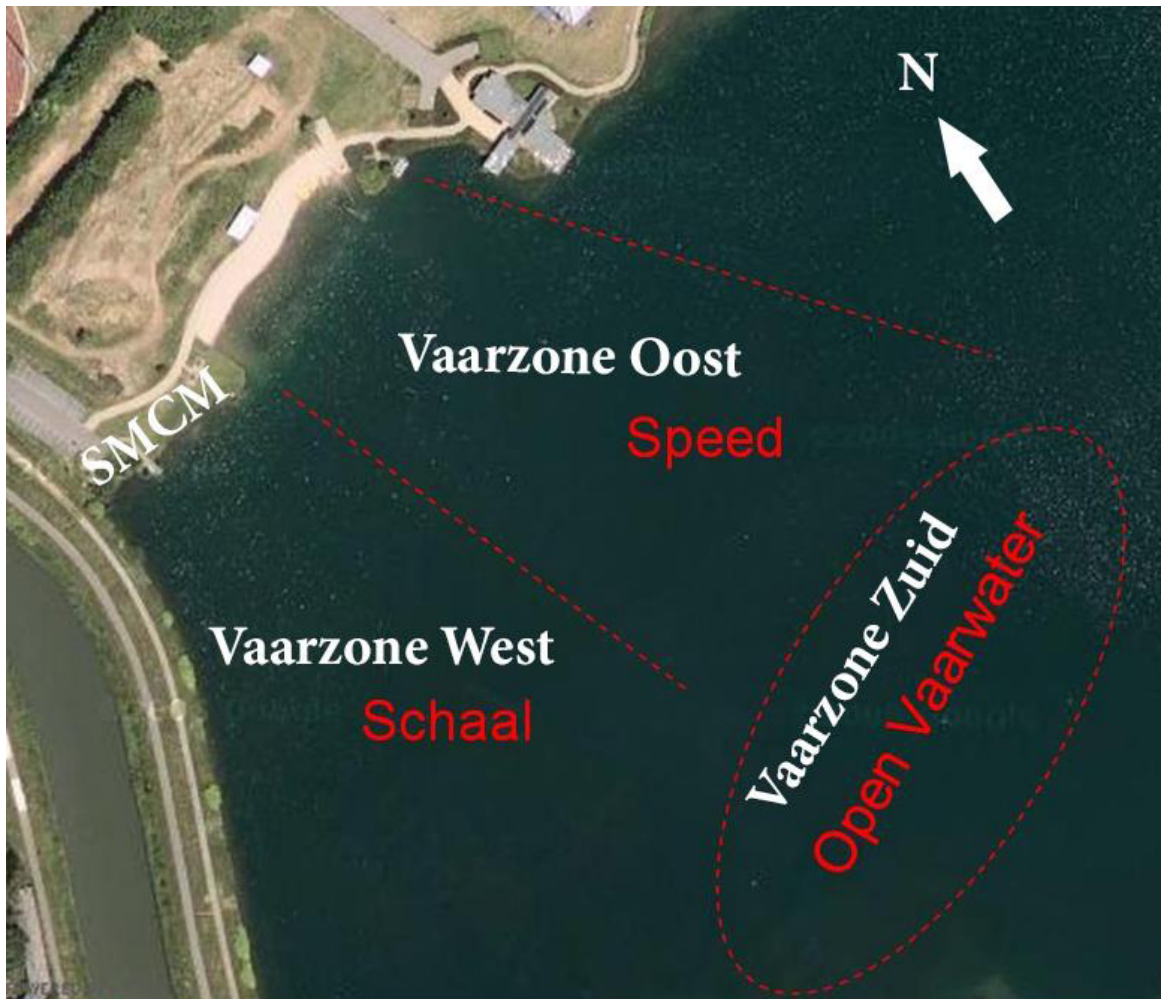 N
Vaarzone Oost
Speed
SMCM
Vaarzone Zuid
Open Vaarwater
Vaarzone West
Schaal